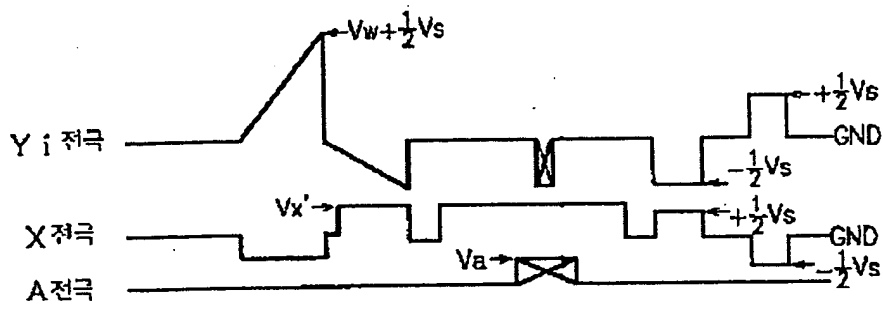 Vw+1/2Vs
+1/2Vs
Yi 전극
GND
-1/2Vs
Vx'
+1/2Vs
X 전극
GND
Va
-1/2Vs
A 전극